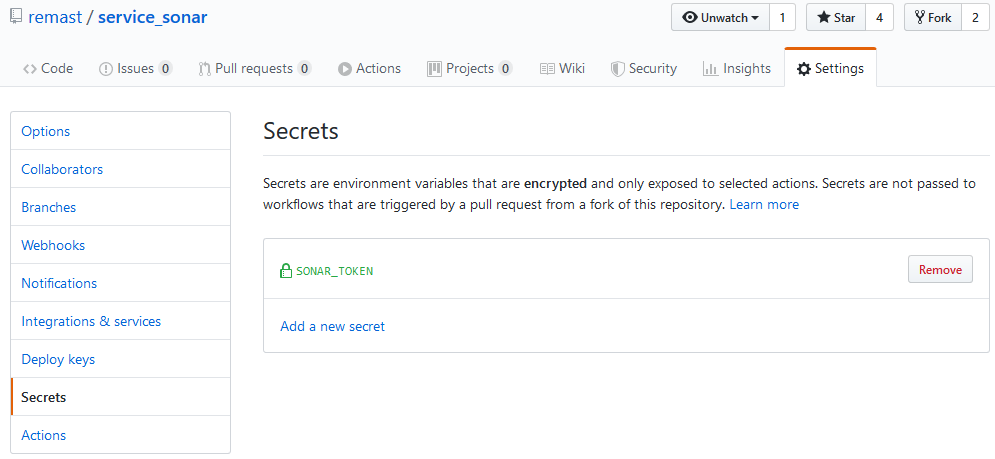 remast / service_sonar
Unwatch 1 Star 4 Fork 2
Code Issues 0 Pull requests 0 Actions Projects 0 Wiki Security Insights Settings
Options
Collaborators
Branches
Webhooks
Notifications
Integrations & services
Deploy keys
Secrets
Actions
Secrets
Secrets are environment variables that are encrypted and only exposed to selected actions. Secrets are not passed to
workflows that are triggered by a pull request from a fork of this repository. Learn more
SONAR_TOKEN Remove
Add a new secret